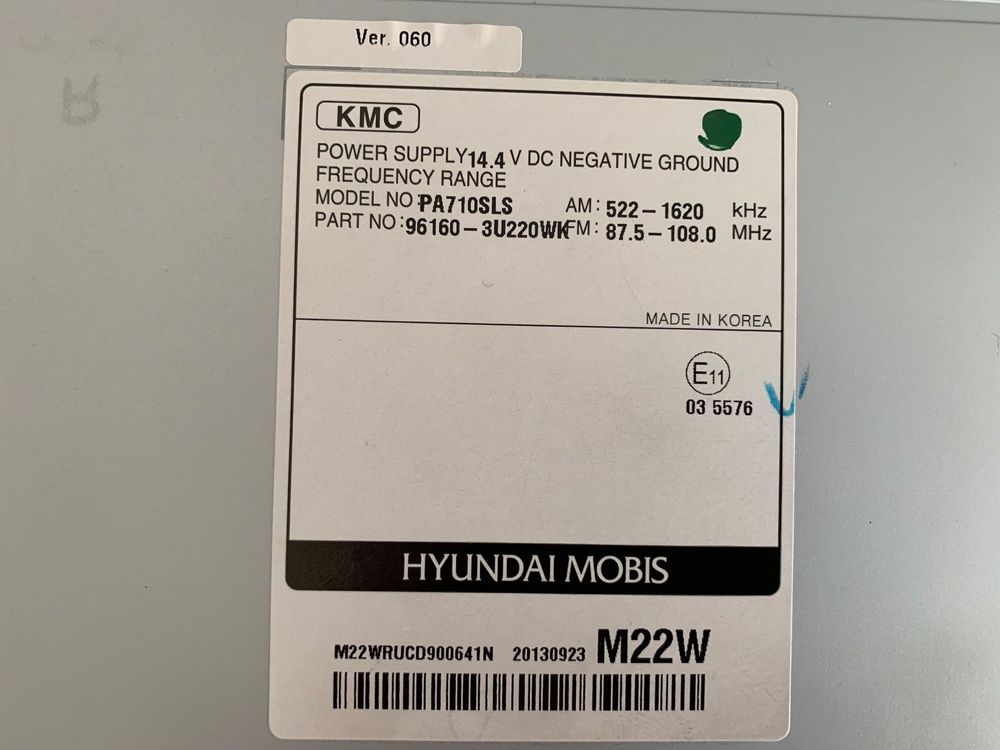 Ver. 060
R
KMC
POWER SUPPLY 14.4 V DC NEGATIVE GROUND
FREQUENCY RANGE
MODEL NO : PA710SLS AM : 522－1620 kHz
PART NO : 96160－3U220WK FM : 87.5－108.0 MHz
MADE IN KOREA
E11
03 5576
HYUNDAI MOBIS
M22WRUCD900641N 20130923 M22W